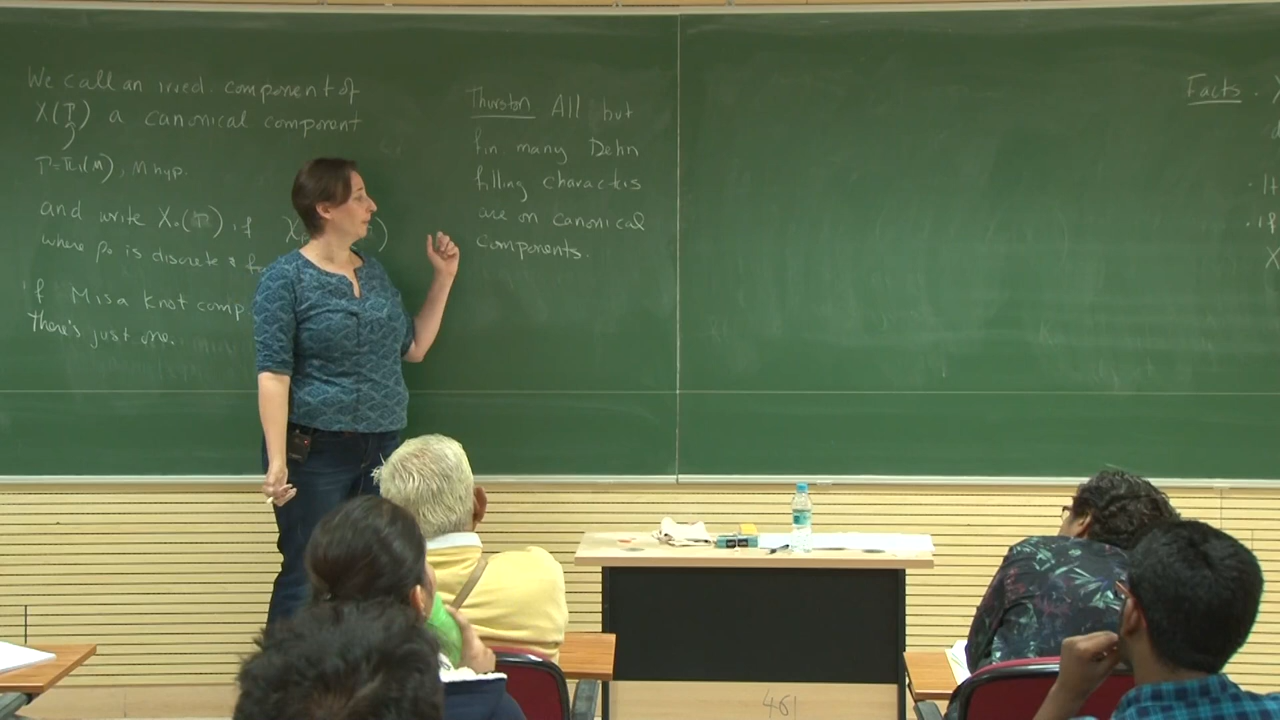 We call an irred. component of
X(Γ) a canonical component
Γ=π₁(M), M hyp.
and write X₀(Γ) if
where ρ₀ is discrete &
if M is a knot comp
there's just one.
Thurston. All but
fin many Dehn
filling characters
are on canonical
components.
Facts.
if
X
461